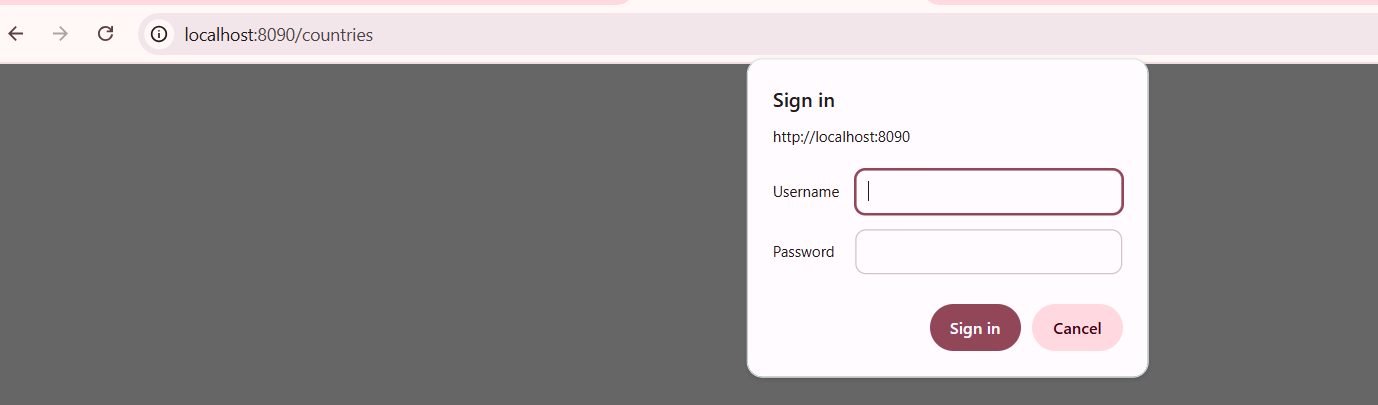 localhost:8090/countries
Sign in
http://localhost:8090
Username
Password
Sign in Cancel